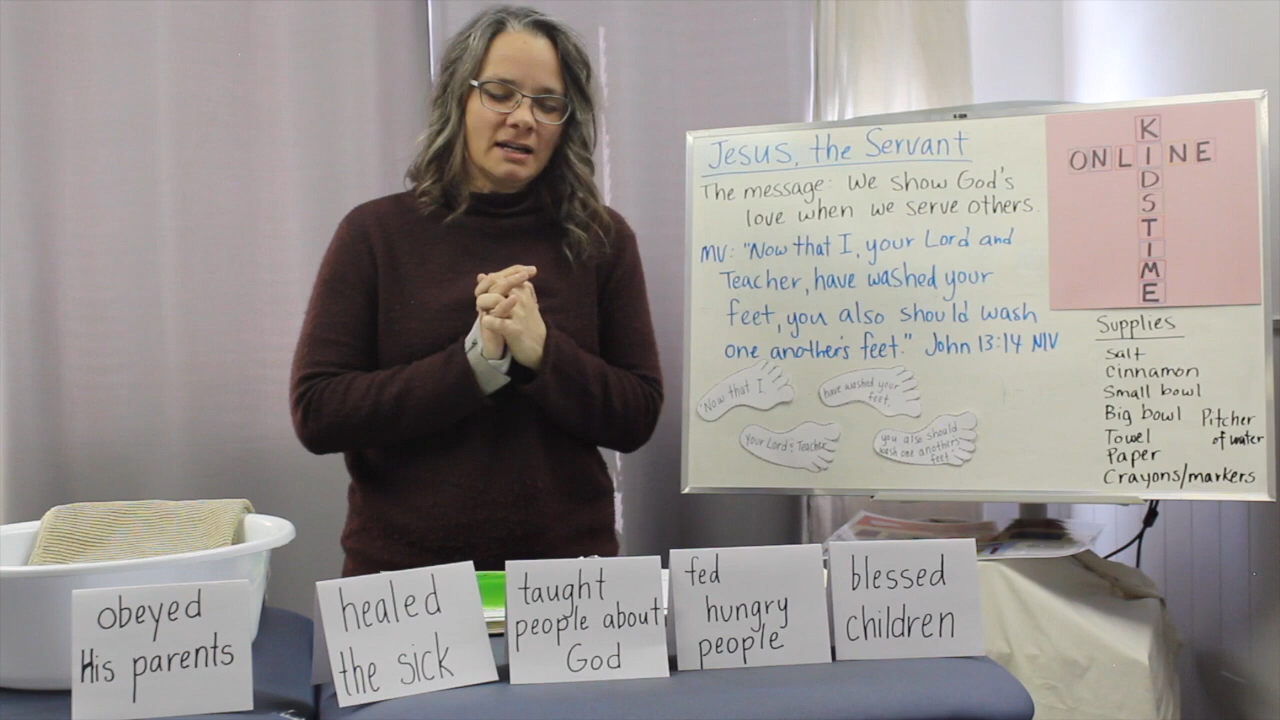 Jesus, the Servant
The message: We show God's
love when we serve others.
MV: "Now that I, your Lord and
Teacher, have washed your
feet, you also should wash
one another's feet." John 13:14 NIV
"Now that I,
have washed your
feet,
your Lord & Teacher
you also should
wash one another's
feet"
ONLINE
KIDSTIME
Supplies
Salt
Cinnamon
Small bowl
Big bowl
Pitcher
of water
Towel
Paper
Crayons/markers
obeyed
His parents
healed
the sick
taught
people about
God
fed
hungry
people
blessed
children